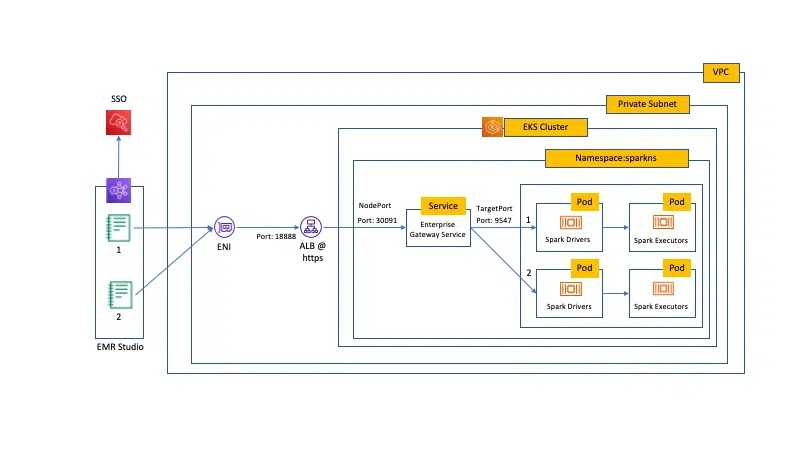 VPC
SSO
Private Subnet
EKS Cluster
Namespace:sparkns
NodePort
Port: 30091
Service
Enterprise
Gateway Service
TargetPort
Port: 9547
1
Pod
Spark Drivers
Pod
Spark Executors
2
Pod
Spark Drivers
Pod
Spark Executors
1
2
EMR Studio
ENI
Port: 18888
ALB @
https